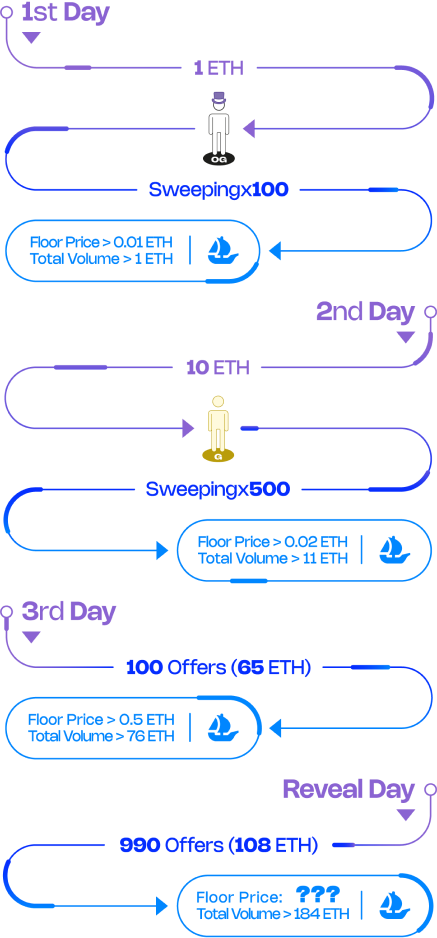 1st Day
1 ETH
OG
Sweepingx100
Floor Price > 0.01 ETH
Total Volume > 1 ETH
2nd Day
10 ETH
G
Sweepingx500
Floor Price > 0.02 ETH
Total Volume > 11 ETH
3rd Day
100 Offers (65 ETH)
Floor Price > 0.5 ETH
Total Volume > 76 ETH
Reveal Day
990 Offers (108 ETH)
Floor Price: ???
Total Volume > 184 ETH